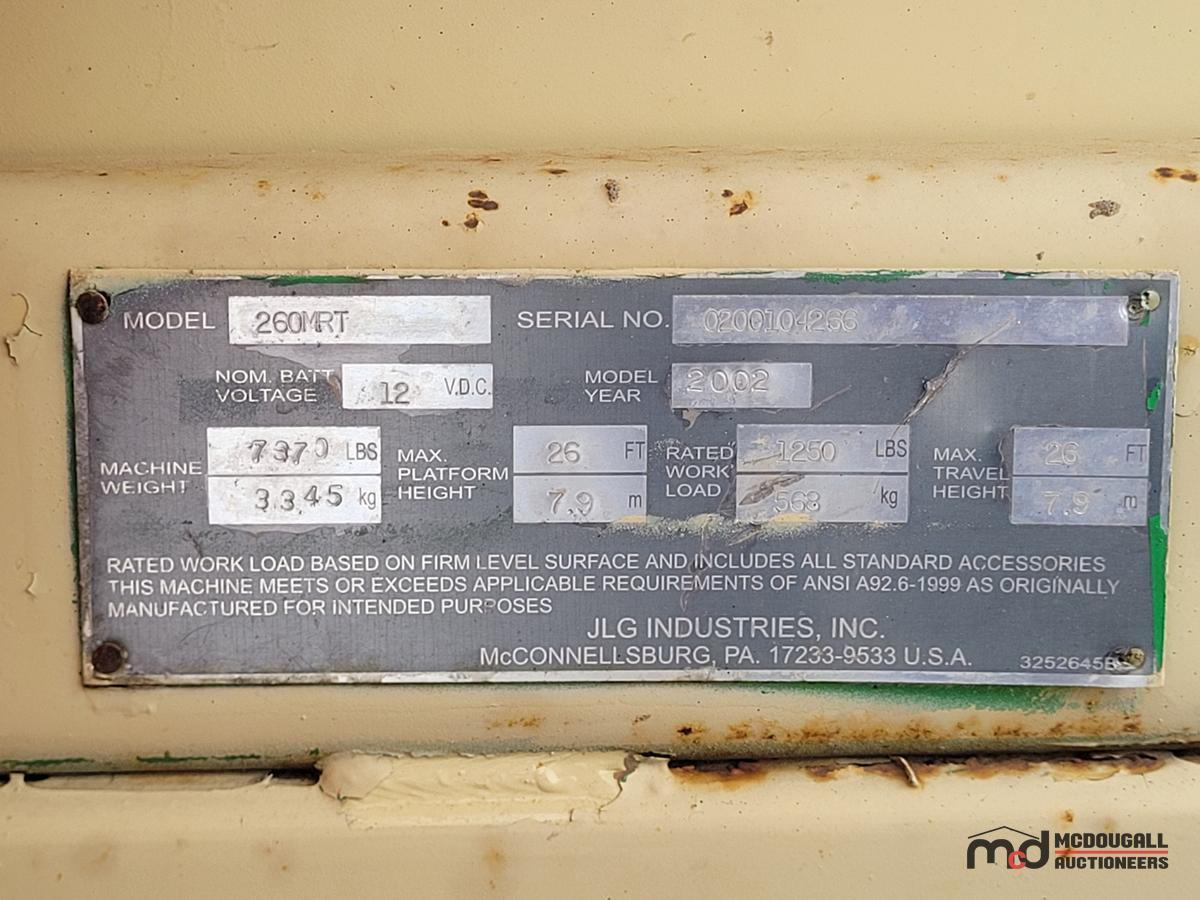 MODEL 260MRT SERIAL NO. 0200104266
NOM. BATT VOLTAGE 12 V.D.C. MODEL YEAR 2002
MACHINE WEIGHT 7370 LBS 3345 kg MAX. PLATFORM HEIGHT 26 FT 7.9 m RATED WORK LOAD 1250 LBS 568 kg MAX. TRAVEL HEIGHT 26 FT 7.9 m
RATED WORK LOAD BASED ON FIRM LEVEL SURFACE AND INCLUDES ALL STANDARD ACCESSORIES
THIS MACHINE MEETS OR EXCEEDS APPLICABLE REQUIREMENTS OF ANSI A92.6-1999 AS ORIGINALLY
MANUFACTURED FOR INTENDED PURPOSES
JLG INDUSTRIES, INC.
McCONNELLSBURG, PA. 17233-9533 U.S.A.
mcd MCDOUGALL
AUCTIONEERS